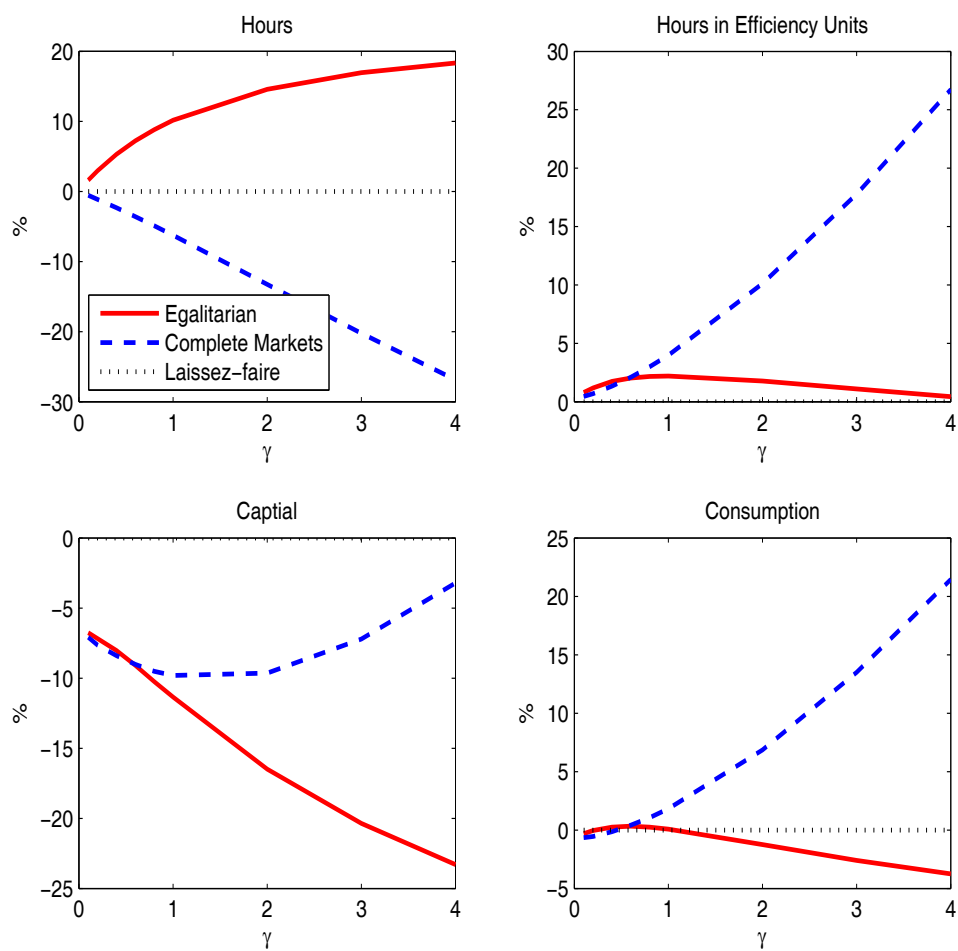 Hours
20
10
0
−10
−20
−30
%
Egalitarian
Complete Markets
Laissez−faire
0 1 2 3 4
γ
Hours in Efficiency Units
30
25
20
15
10
5
0
%
0 1 2 3 4
γ
Captial
0
−5
−10
−15
−20
−25
%
0 1 2 3 4
γ
Consumption
25
20
15
10
5
0
−5
%
0 1 2 3 4
γ